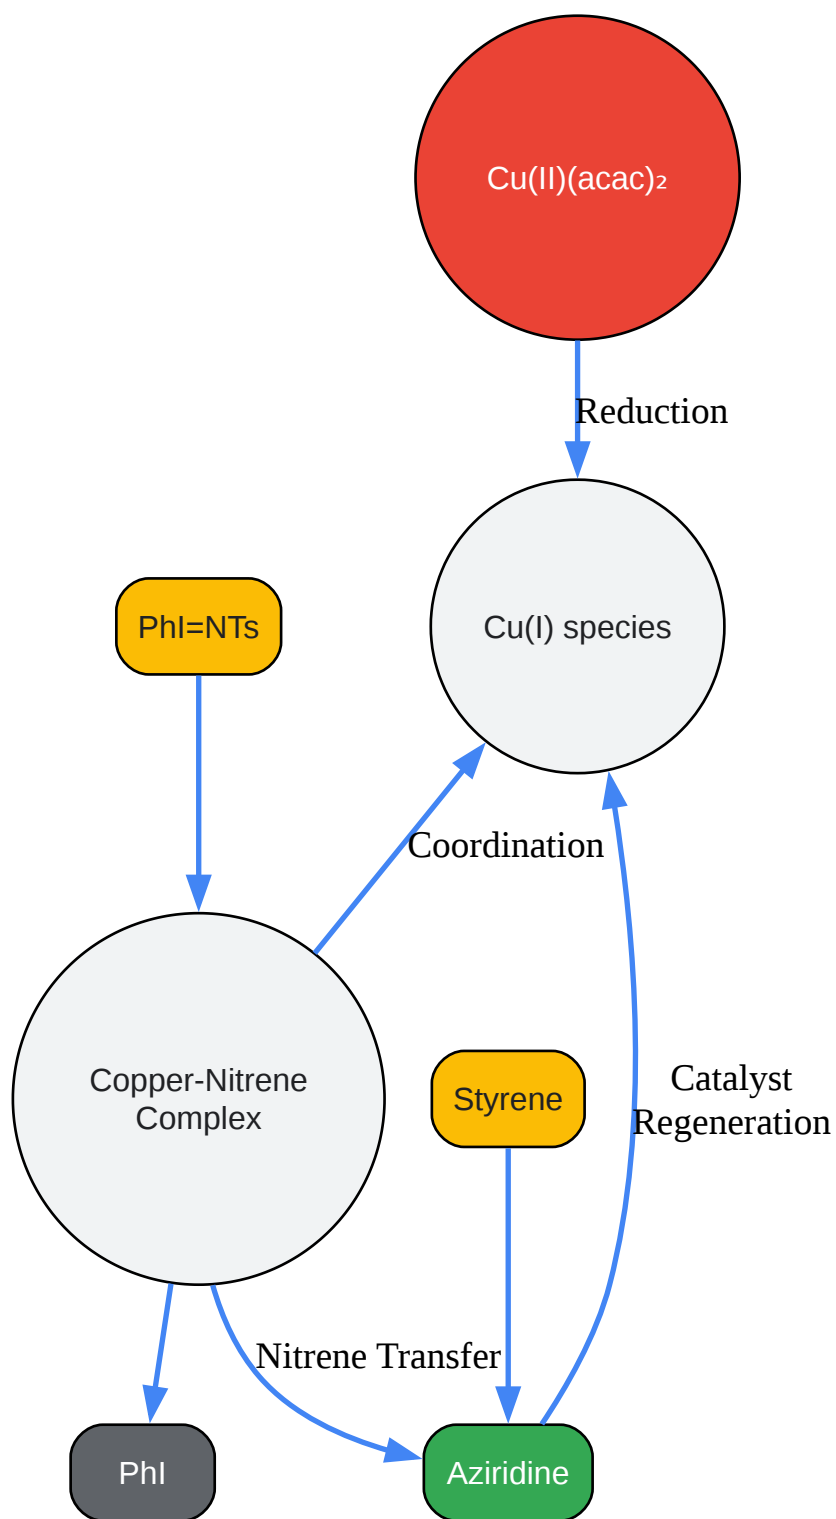 Cu(II)(acac)₂
Reduction
PhI=NTs
Cu(I) species
Coordination
Copper-Nitrene
Complex
Styrene
Catalyst
Regeneration
Nitrene Transfer
PhI
Aziridine